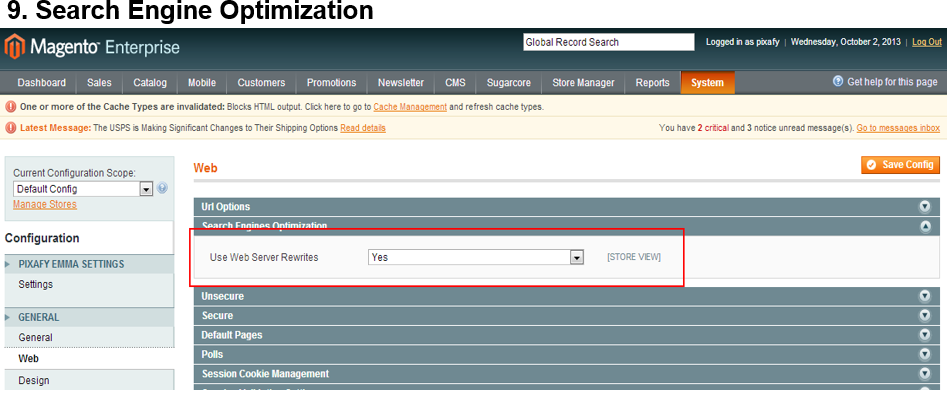 9. Search Engine Optimization
Magento Enterprise
Global Record Search
Logged in as pixafy | Wednesday, October 2, 2013 | Log Out
Dashboard Sales Catalog Mobile Customers Promotions Newsletter CMS Sugarcore Store Manager Reports System Get help for this page
One or more of the Cache Types are invalidated: Blocks HTML output. Click here to go to Cache Management and refresh cache types.
Latest Message: The USPS is Making Significant Changes to Their Shipping Options Read details You have 2 critical and 3 notice unread message(s). Go to messages inbox
Current Configuration Scope:
Default Config
Manage Stores
Configuration
PIXAFY EMMA SETTINGS
Settings
GENERAL
General
Web
Design
Web
Save Config
Url Options
Search Engines Optimization
Use Web Server Rewrites Yes [STORE VIEW]
Unsecure
Secure
Default Pages
Polls
Session Cookie Management